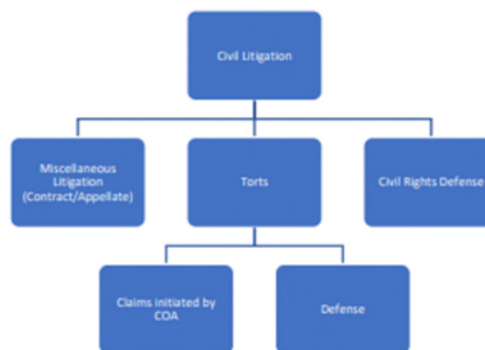 Civil Litigation
Miscellaneous
Litigation
(Contract/Appellate)
Torts
Civil Rights Defense
Claims initiated by
COA
Defense